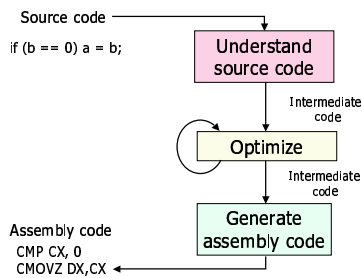 Source code
if (b == 0) a = b;
Understand
source code
Intermediate
code
Optimize
Intermediate
code
Generate
assembly code
Assembly code
CMP CX, 0
CMOVZ DX,CX